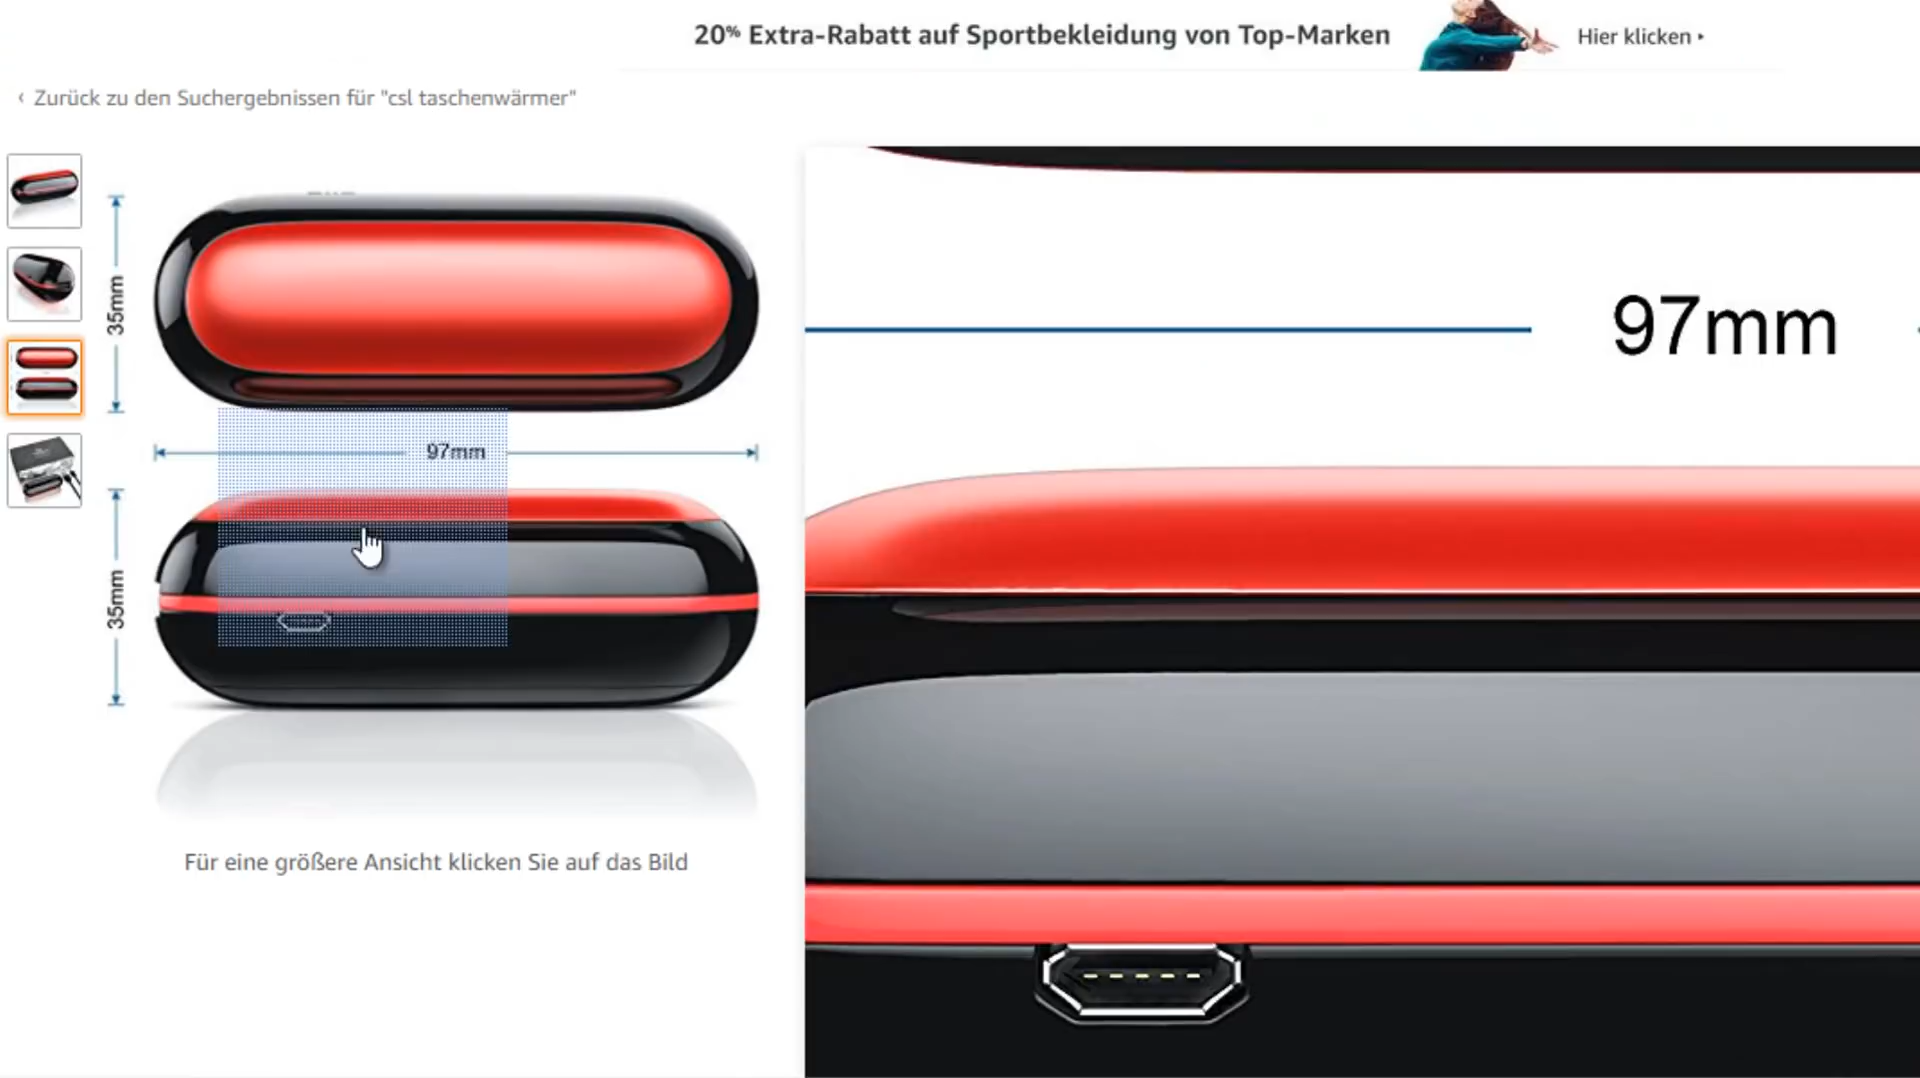 20% Extra-Rabatt auf Sportbekleidung von Top-Marken
Hier klicken ▸
‹ Zurück zu den Suchergebnissen für "csl taschenwärmer"
35mm
97mm
35mm
Für eine größere Ansicht klicken Sie auf das Bild
97mm